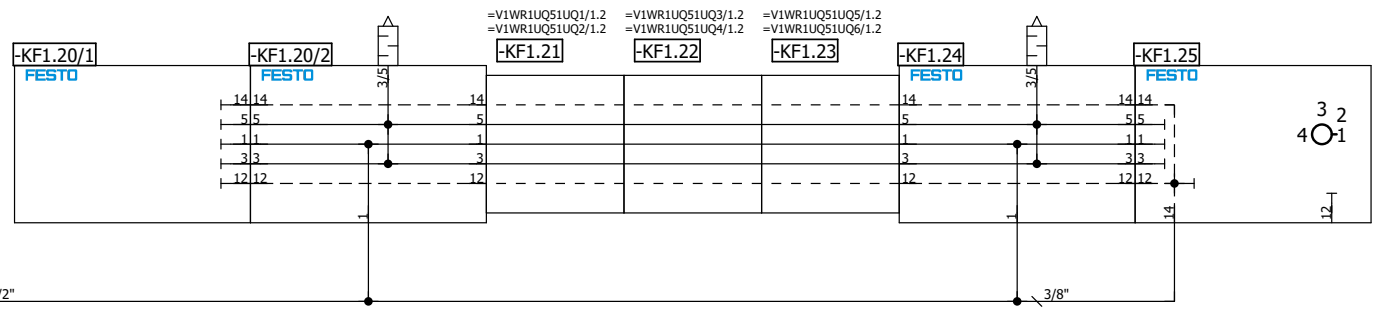 =V1WR1UQ51UQ1/1.2 =V1WR1UQ51UQ3/1.2 =V1WR1UQ51UQ5/1.2
=V1WR1UQ51UQ2/1.2 =V1WR1UQ51UQ4/1.2 =V1WR1UQ51UQ6/1.2
-KF1.20/1 -KF1.20/2 -KF1.21 -KF1.22 -KF1.23 -KF1.24 -KF1.25
FESTO FESTO FESTO FESTO
3/5 3/5
14 14 14 14 14 14
5 5 5 5 5 5
1 1 1 1 1 1
3 3 3 3 3 3
12 12 12 12 12 12
3 2
4 1
1 1 14 12
/2" 3/8"